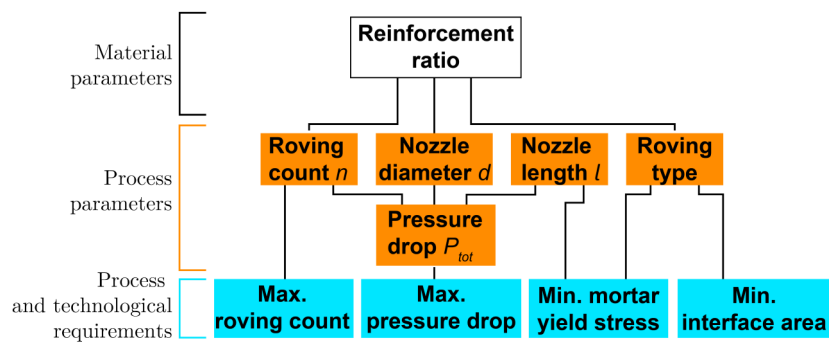 Material
parameters
Reinforcement
ratio
Process
parameters
Roving
count n
Nozzle
diameter d
Nozzle
length l
Roving
type
Pressure
drop P_tot
Process
and technological
requirements
Max.
roving count
Max.
pressure drop
Min. mortar
yield stress
Min.
interface area